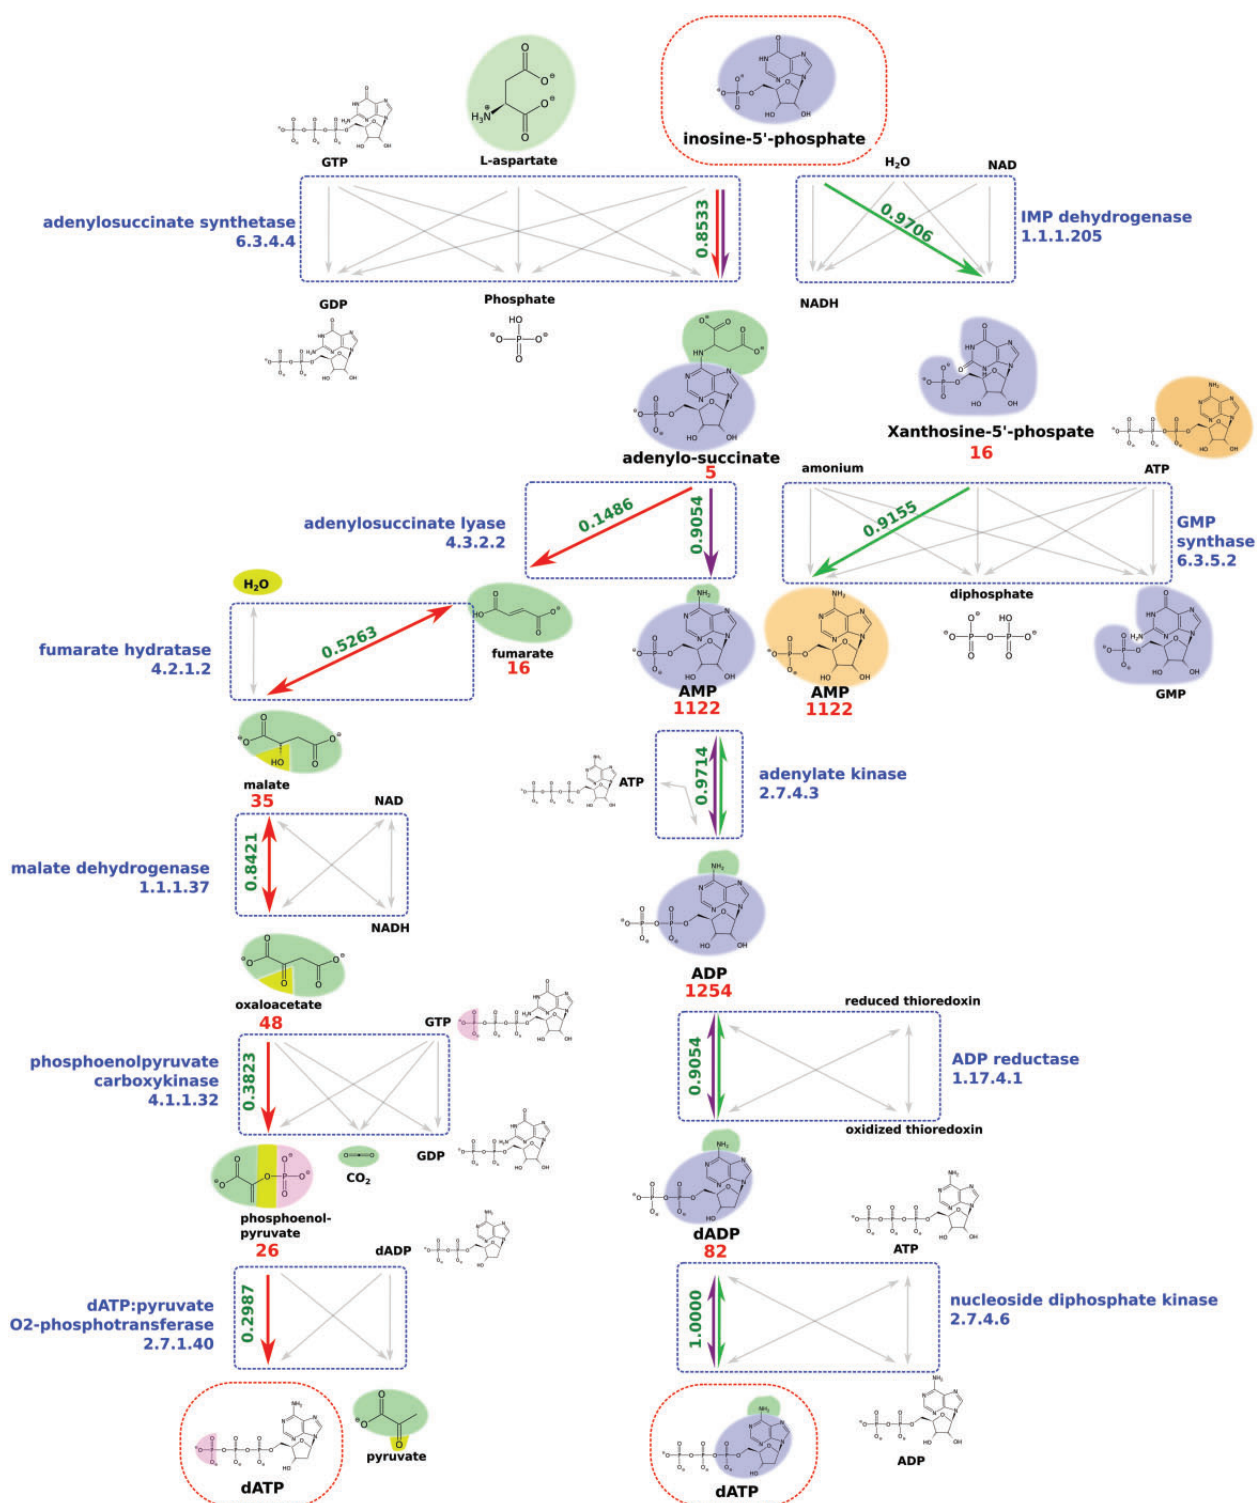 inosine-5'-phosphate
GTP
L-aspartate
H₂O
NAD
adenylosuccinate synthetase
6.3.4.4
0.8533
0.9706
IMP dehydrogenase
1.1.1.205
GDP
Phosphate
NADH
adenylo-succinate
5
Xanthosine-5'-phospate
16
amonium
ATP
adenylosuccinate lyase
4.3.2.2
0.1486
0.9054
0.9155
GMP
synthase
6.3.5.2
H₂O
fumarate hydratase
4.2.1.2
0.5263
fumarate
16
AMP
1122
AMP
1122
diphosphate
GMP
malate
35
NAD
ATP
0.9714
adenylate kinase
2.7.4.3
malate dehydrogenase
1.1.1.37
0.8421
NADH
oxaloacetate
48
GTP
ADP
1254
reduced thioredoxin
phosphoenolpyruvate
carboxykinase
4.1.1.32
0.3823
0.9054
ADP reductase
1.17.4.1
oxidized thioredoxin
GDP
CO₂
phosphoenol-
pyruvate
26
dADP
dADP
82
ATP
dATP:pyruvate
O2-phosphotransferase
2.7.1.40
0.2987
1.0000
nucleoside diphosphate kinase
2.7.4.6
dATP
pyruvate
dATP
ADP